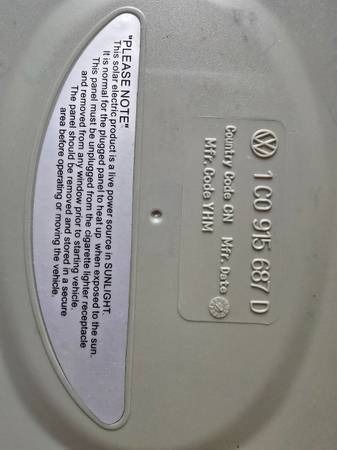 "PLEASE NOTE"
This solar electric product is a live power source in SUNLIGHT.
It is normal for the plugged panel to heat up when exposed to the sun.
This panel must be unplugged from the cigarette lighter receptacle
and removed from any window prior to starting vehicle.
The panel should be removed and stored in a secure
area before operating or moving the vehicle.
1 C0 915 687 D
Country Code CN Mfr. Date
Mfr. Code YHM